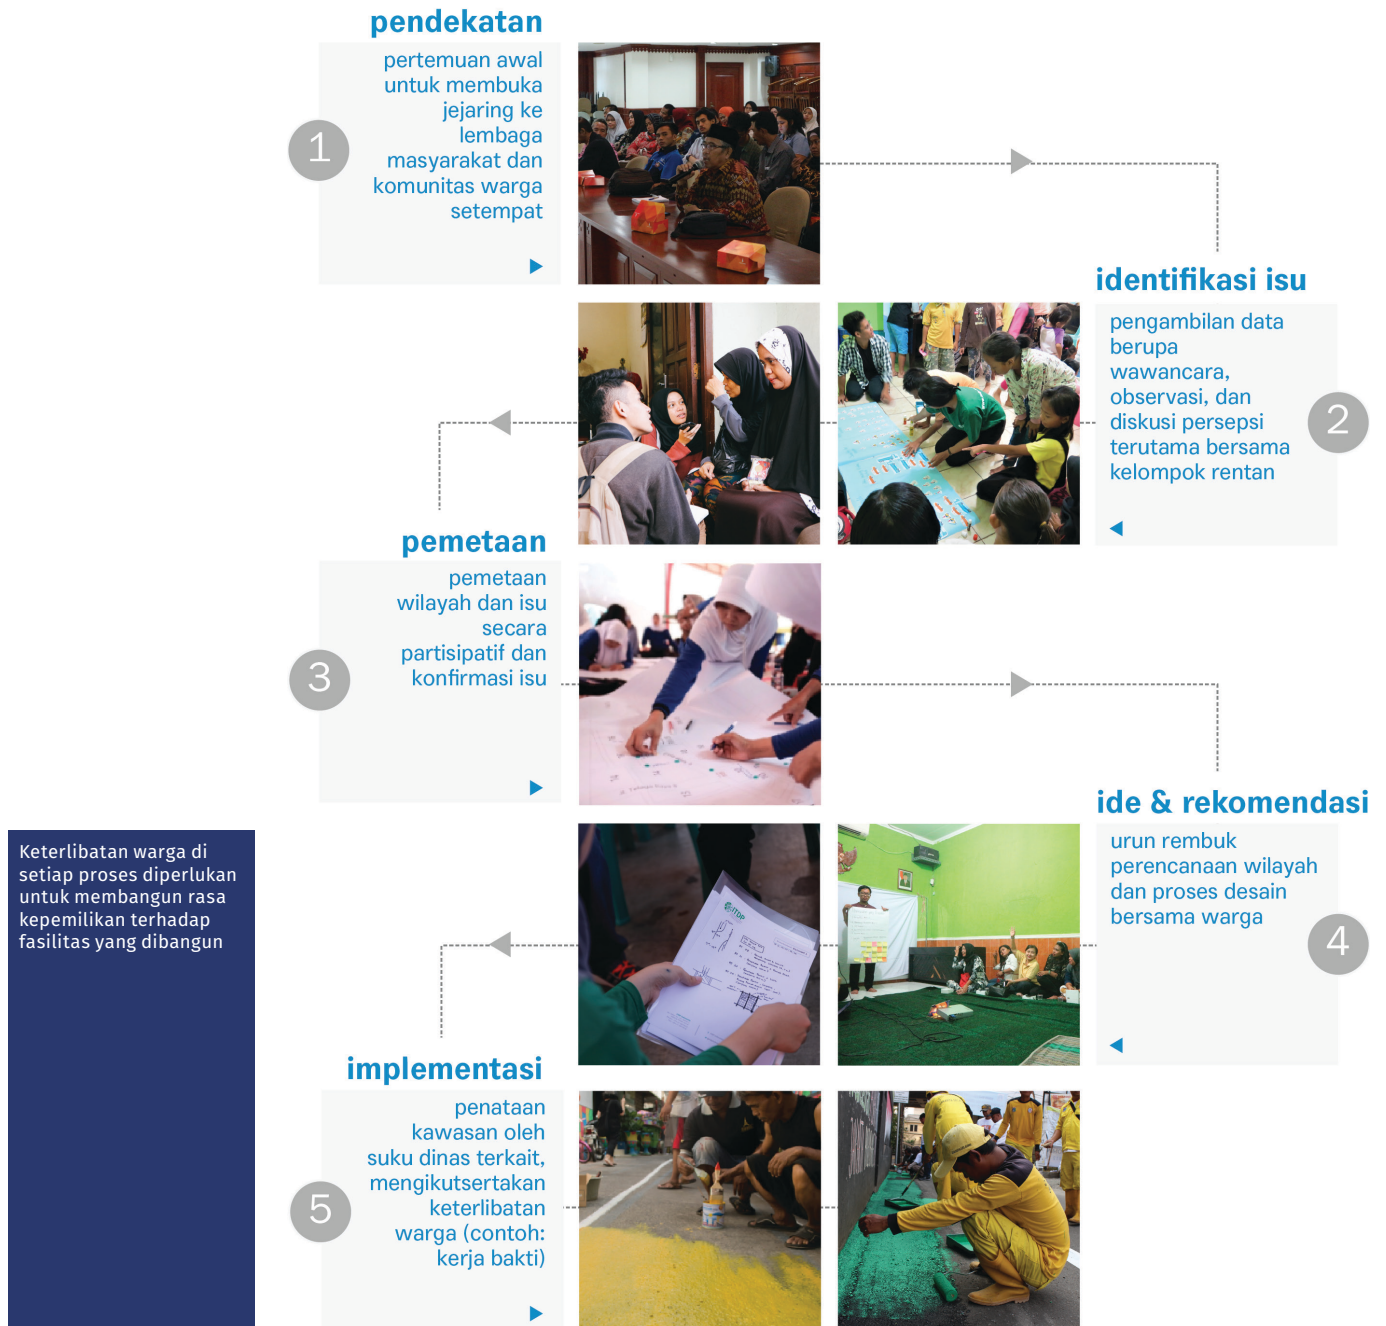 pendekatan
pertemuan awal
untuk membuka
jejaring ke
lembaga
masyarakat dan
komunitas warga
setempat
1
identifikasi isu
pengambilan data
berupa
wawancara,
observasi, dan
diskusi persepsi
terutama bersama
kelompok rentan
2
pemetaan
pemetaan
wilayah dan isu
secara
partisipatif dan
konfirmasi isu
3
ide & rekomendasi
urun rembuk
perencanaan wilayah
dan proses desain
bersama warga
4
ITDP
Keterlibatan warga di
setiap proses diperlukan
untuk membangun rasa
kepemilikan terhadap
fasilitas yang dibangun
implementasi
penataan
kawasan oleh
suku dinas terkait,
mengikutsertakan
keterlibatan
warga (contoh:
kerja bakti)
5